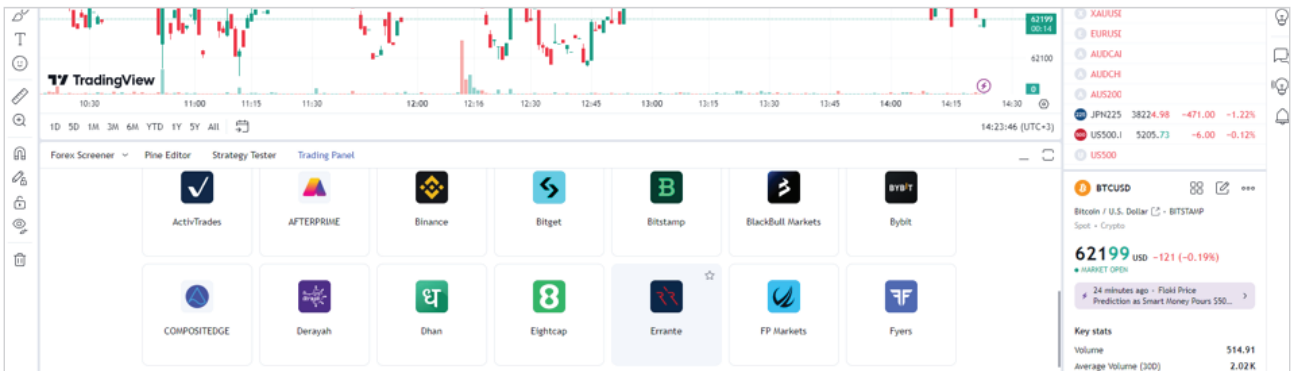 XAUUSI
62199
00:14
EURUSI
62100
AUDCAI
TradingView
AUDCH
0
AUS200
10:30 11:00 11:15 11:30 12:00 12:16 12:30 12:45 13:00 13:15 13:30 13:45 14:00 14:15 14:30
JPN225 38224.98 -471.00 -1.22%
1D 5D 1M 3M 6M YTD 1Y 5Y All
14:23:46 (UTC+3)
US500.I 5205.73 -6.00 -0.12%
Forex Screener Pine Editor Strategy Tester Trading Panel
US500
ActivTrades AFTERPRIME Binance Bitget Bitstamp BlackBull Markets BYBIT Bybit
BTCUSD
Bitcoin / U.S. Dollar - BITSTAMP
Spot • Crypto
62199 USD -121 (-0.19%)
MARKET OPEN
24 minutes ago - Floki Price
Prediction as Smart Money Pours $50...
COMPOSITEDGE Derayah Dhan Eightcap Errante FP Markets Fyers
Key stats
Volume 514.91
Average Volume (30D) 2.02K